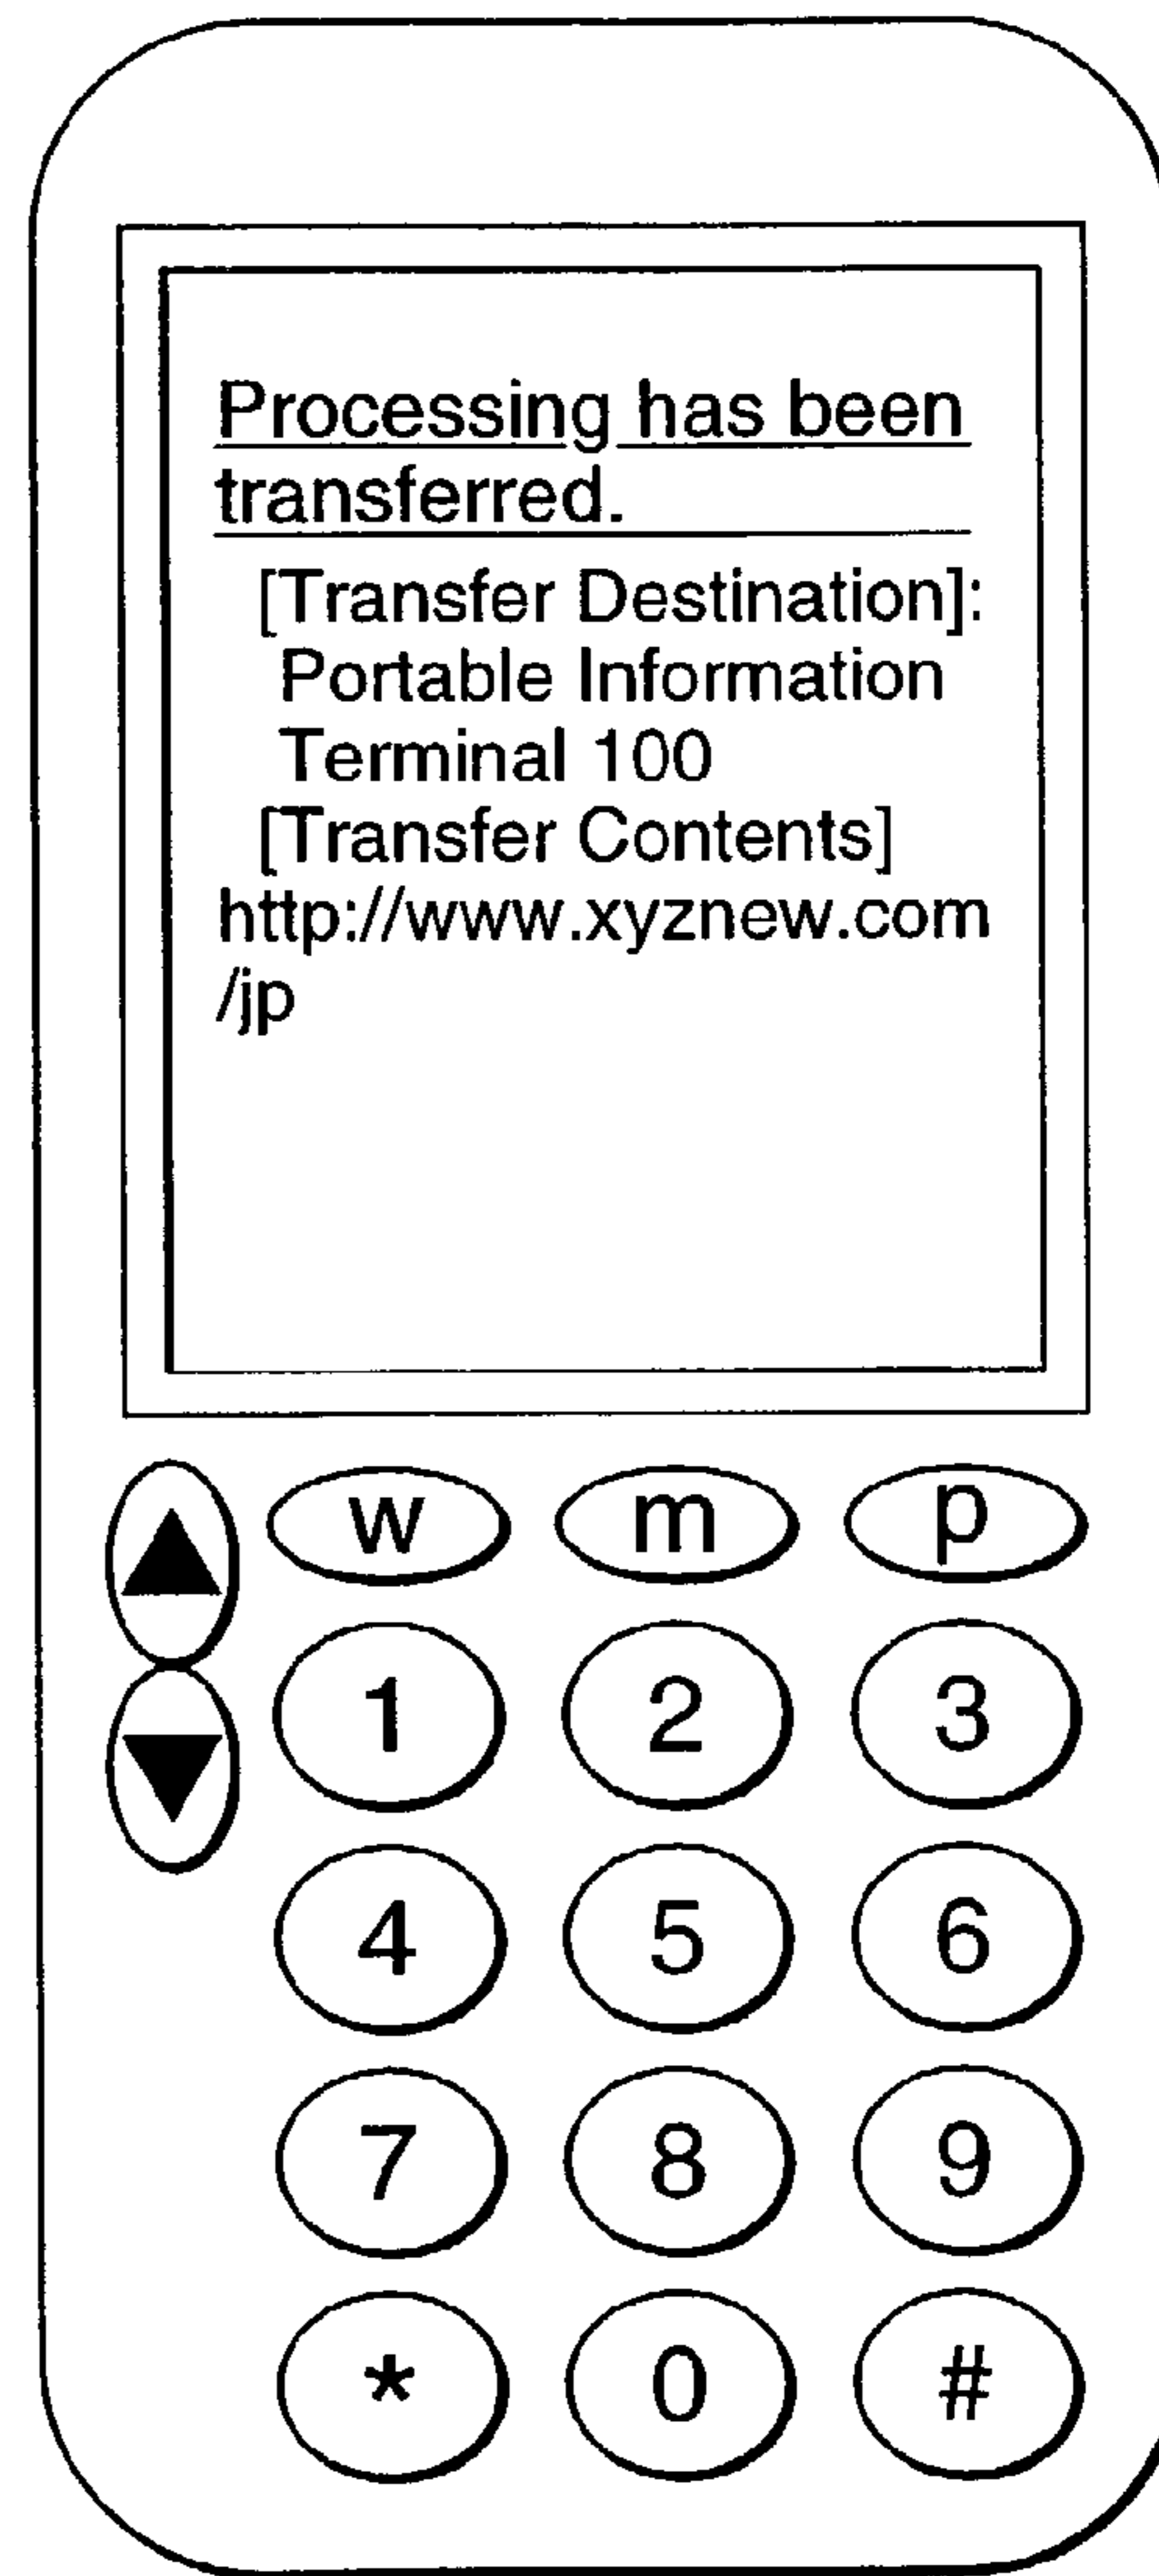 Processing has been
transferred.
[Transfer Destination]:
Portable Information
Terminal 100
[Transfer Contents]
http://www.xyznew.com
/jp
w m p
1 2 3
4 5 6
7 8 9
* 0 #